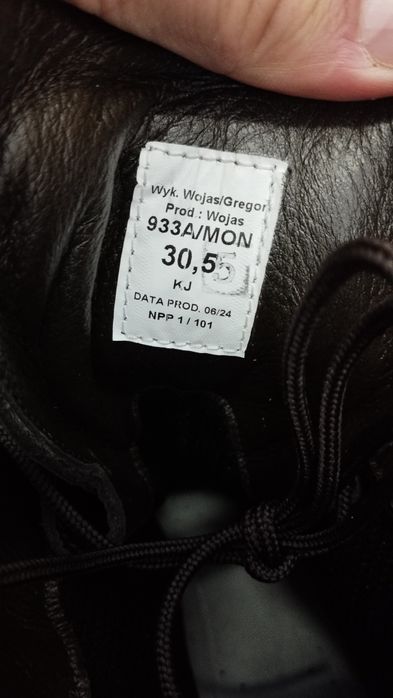 Wyk. Wojas/Gregor
Prod : Wojas
933A/MON
30,5
KJ
DATA PROD. 06/24
NPP 1 / 101